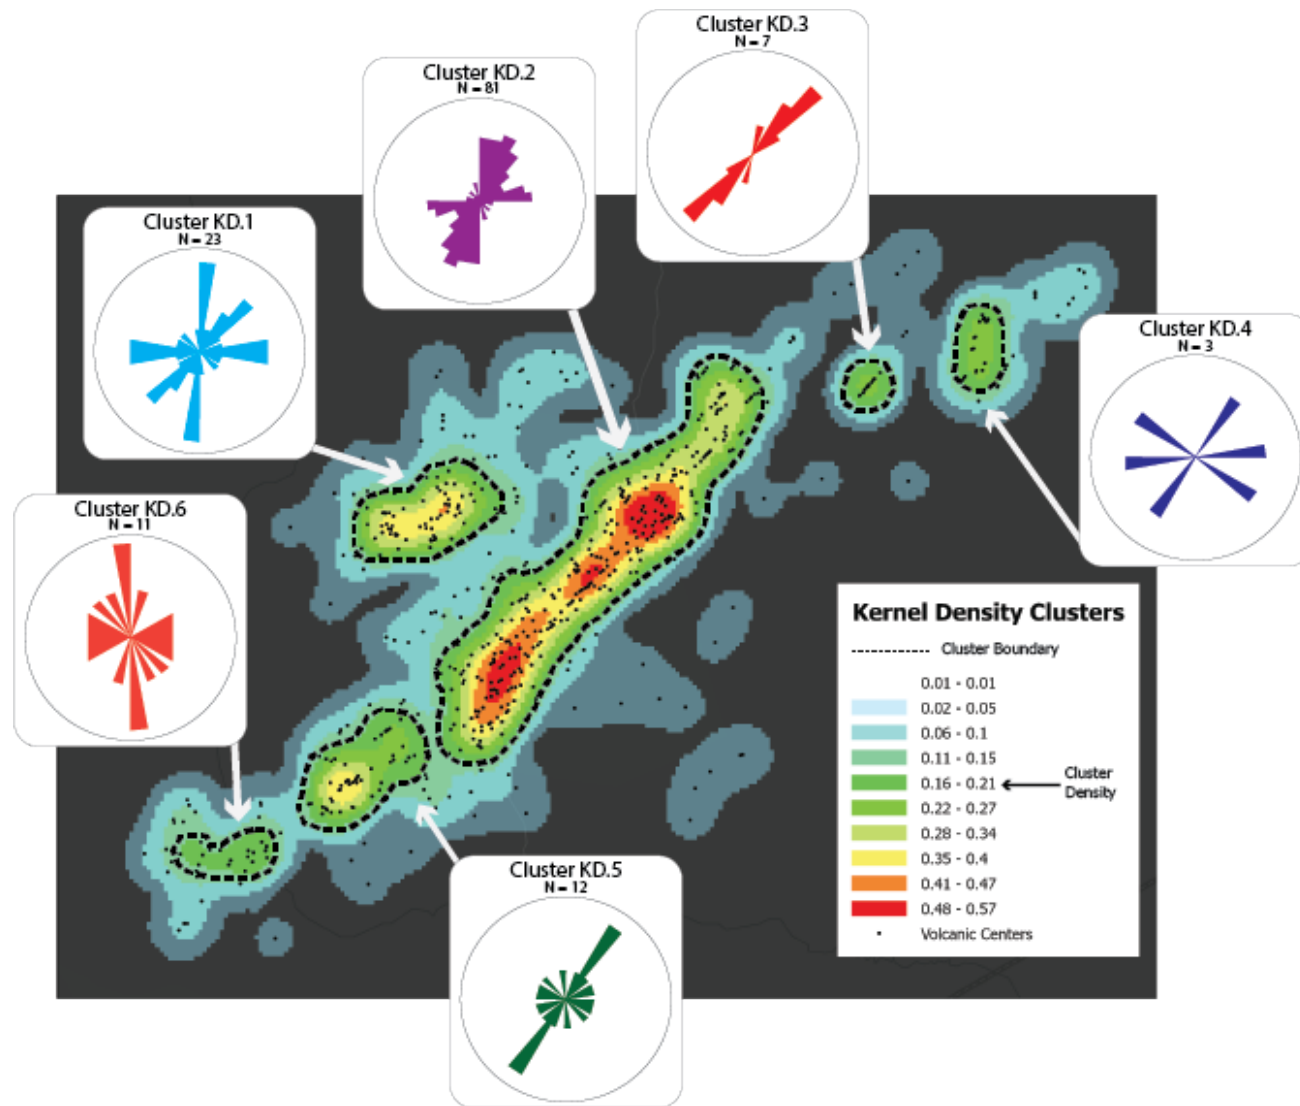 Cluster KD.3
N = 7
Cluster KD.2
N = 81
Cluster KD.1
N = 23
Cluster KD.4
N = 3
Cluster KD.6
N = 11
Kernel Density Clusters
Cluster Boundary
0.01 - 0.01
0.02 - 0.05
0.06 - 0.1
0.11 - 0.15
0.16 - 0.21
Cluster
Density
0.22 - 0.27
0.28 - 0.34
0.35 - 0.4
0.41 - 0.47
0.48 - 0.57
Volcanic Centers
Cluster KD.5
N = 12